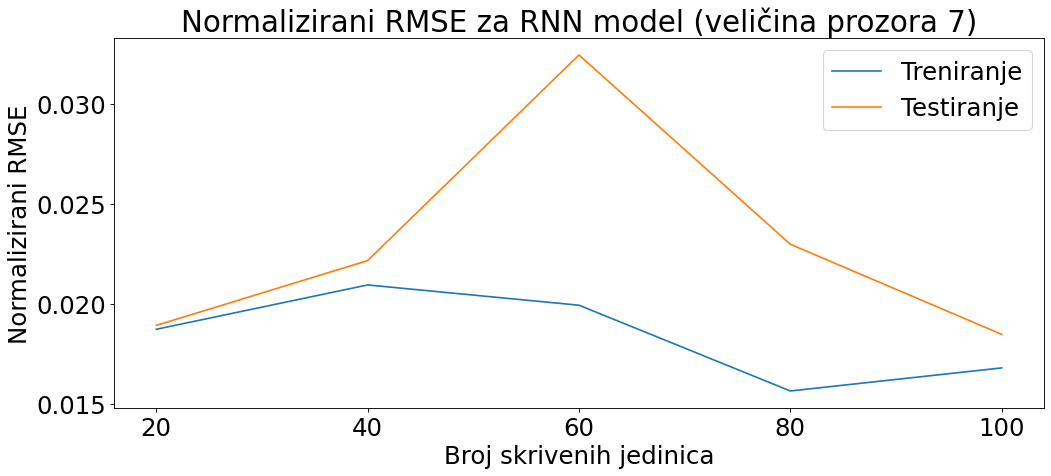 Normalizirani RMSE za RNN model (veličina prozora 7)
Treniranje
Testiranje
Normalizirani RMSE
0.030
0.025
0.020
0.015
20 40 60 80 100
Broj skrivenih jedinica